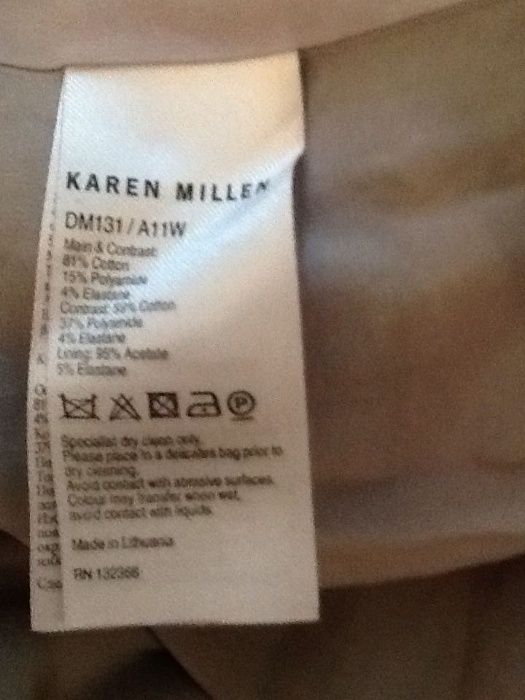 KAREN MILLEN
DM131 / A11W
Main & Contrast:
81% Cotton
15% Polyamide
4% Elastane
Contrast: 59% Cotton
37% Polyamide
4% Elastane
Lining: 95% Acetate
5% Elastane
P
Specialist dry clean only.
Please place in a delicates bag prior to
dry cleaning.
Avoid contact with abrasive surfaces.
Colour may transfer when wet,
avoid contact with liquids.
Made in Lithuania
RN 132366